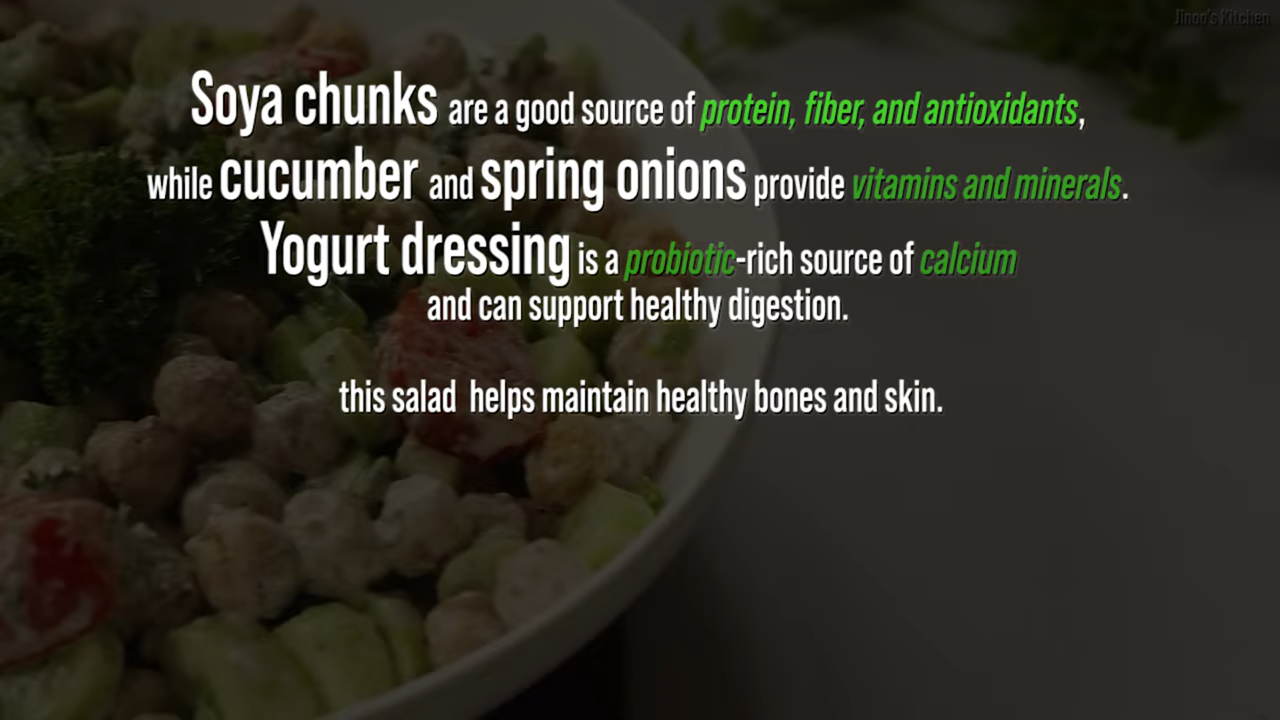 Jinoo's Kitchen
Soya chunks are a good source of protein, fiber, and antioxidants,
while cucumber and spring onions provide vitamins and minerals.
Yogurt dressing is a probiotic-rich source of calcium
and can support healthy digestion.
this salad helps maintain healthy bones and skin.